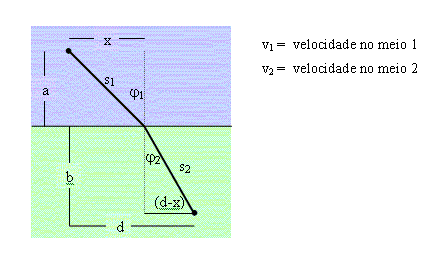 x
v₁ = velocidade no meio 1
v₂ = velocidade no meio 2
s₁
a
φ₁
φ₂
s₂
b
(d-x)
d